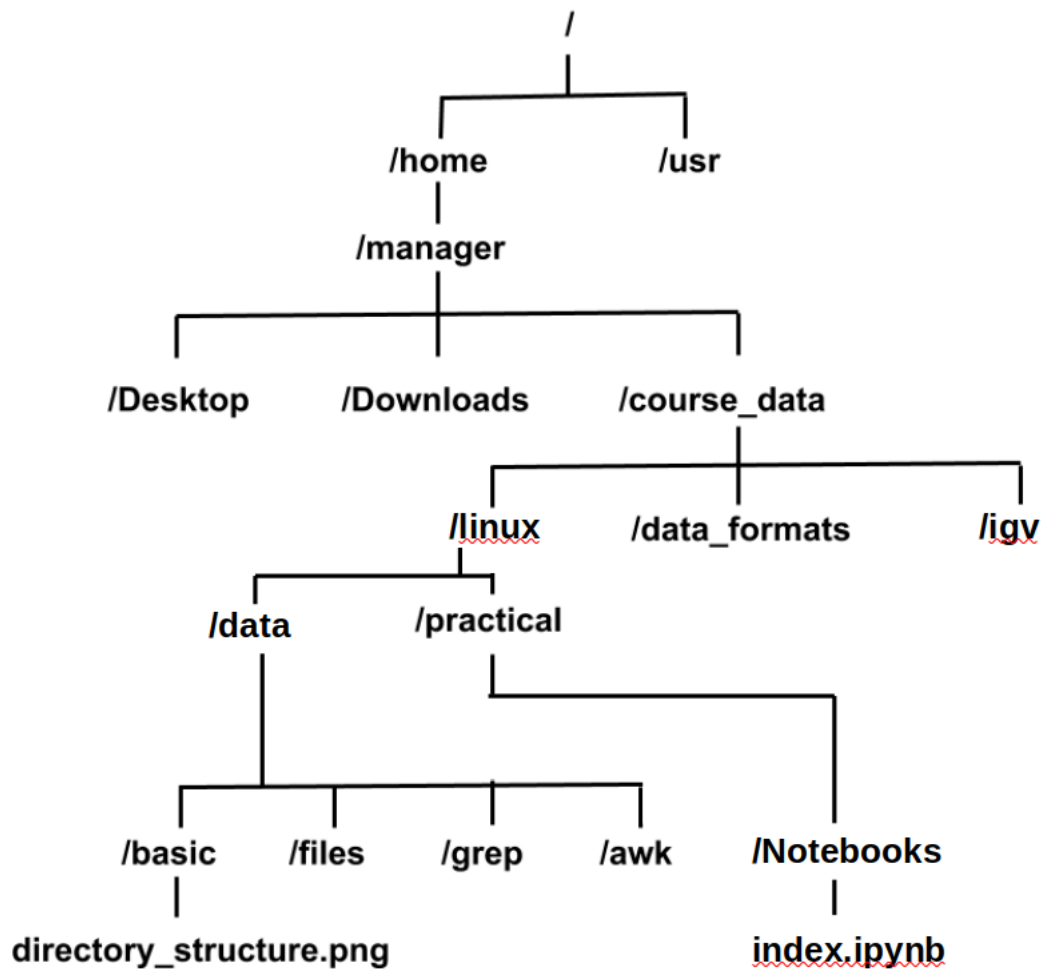 /
/home /usr
/manager
/Desktop /Downloads /course_data
/linux /data_formats /igv
/data /practical
/basic /files /grep /awk /Notebooks
directory_structure.png index.ipynb